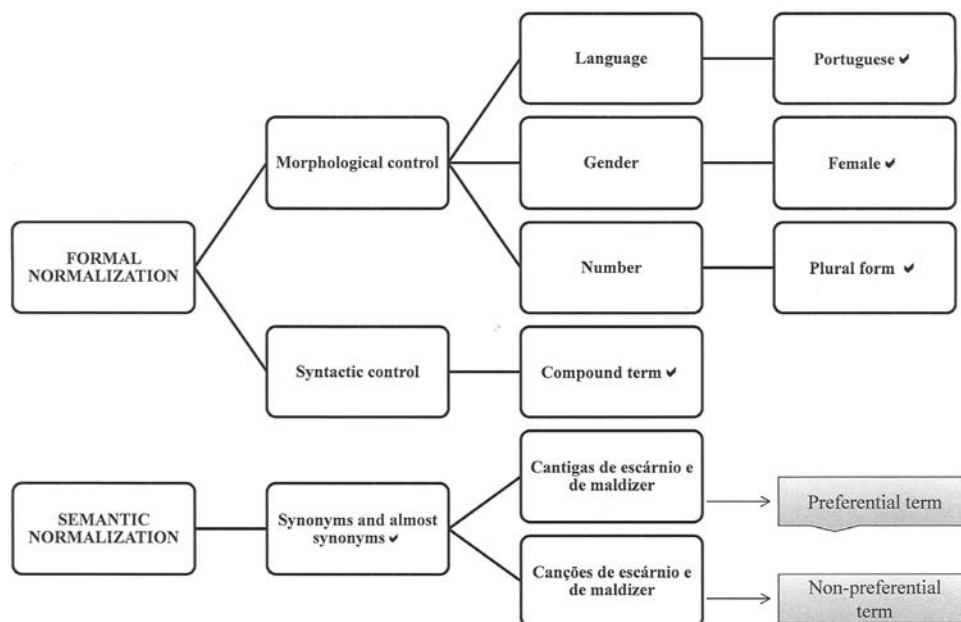 Language
Portuguese ✔
Morphological control
Gender
Female ✔
FORMAL
NORMALIZATION
Number
Plural form ✔
Syntactic control
Compound term ✔
SEMANTIC
NORMALIZATION
Synonyms and almost
synonyms ✔
Cantigas de escárnio e
de maldizer
Preferential term
Canções de escárnio e
de maldizer
Non-preferential
term